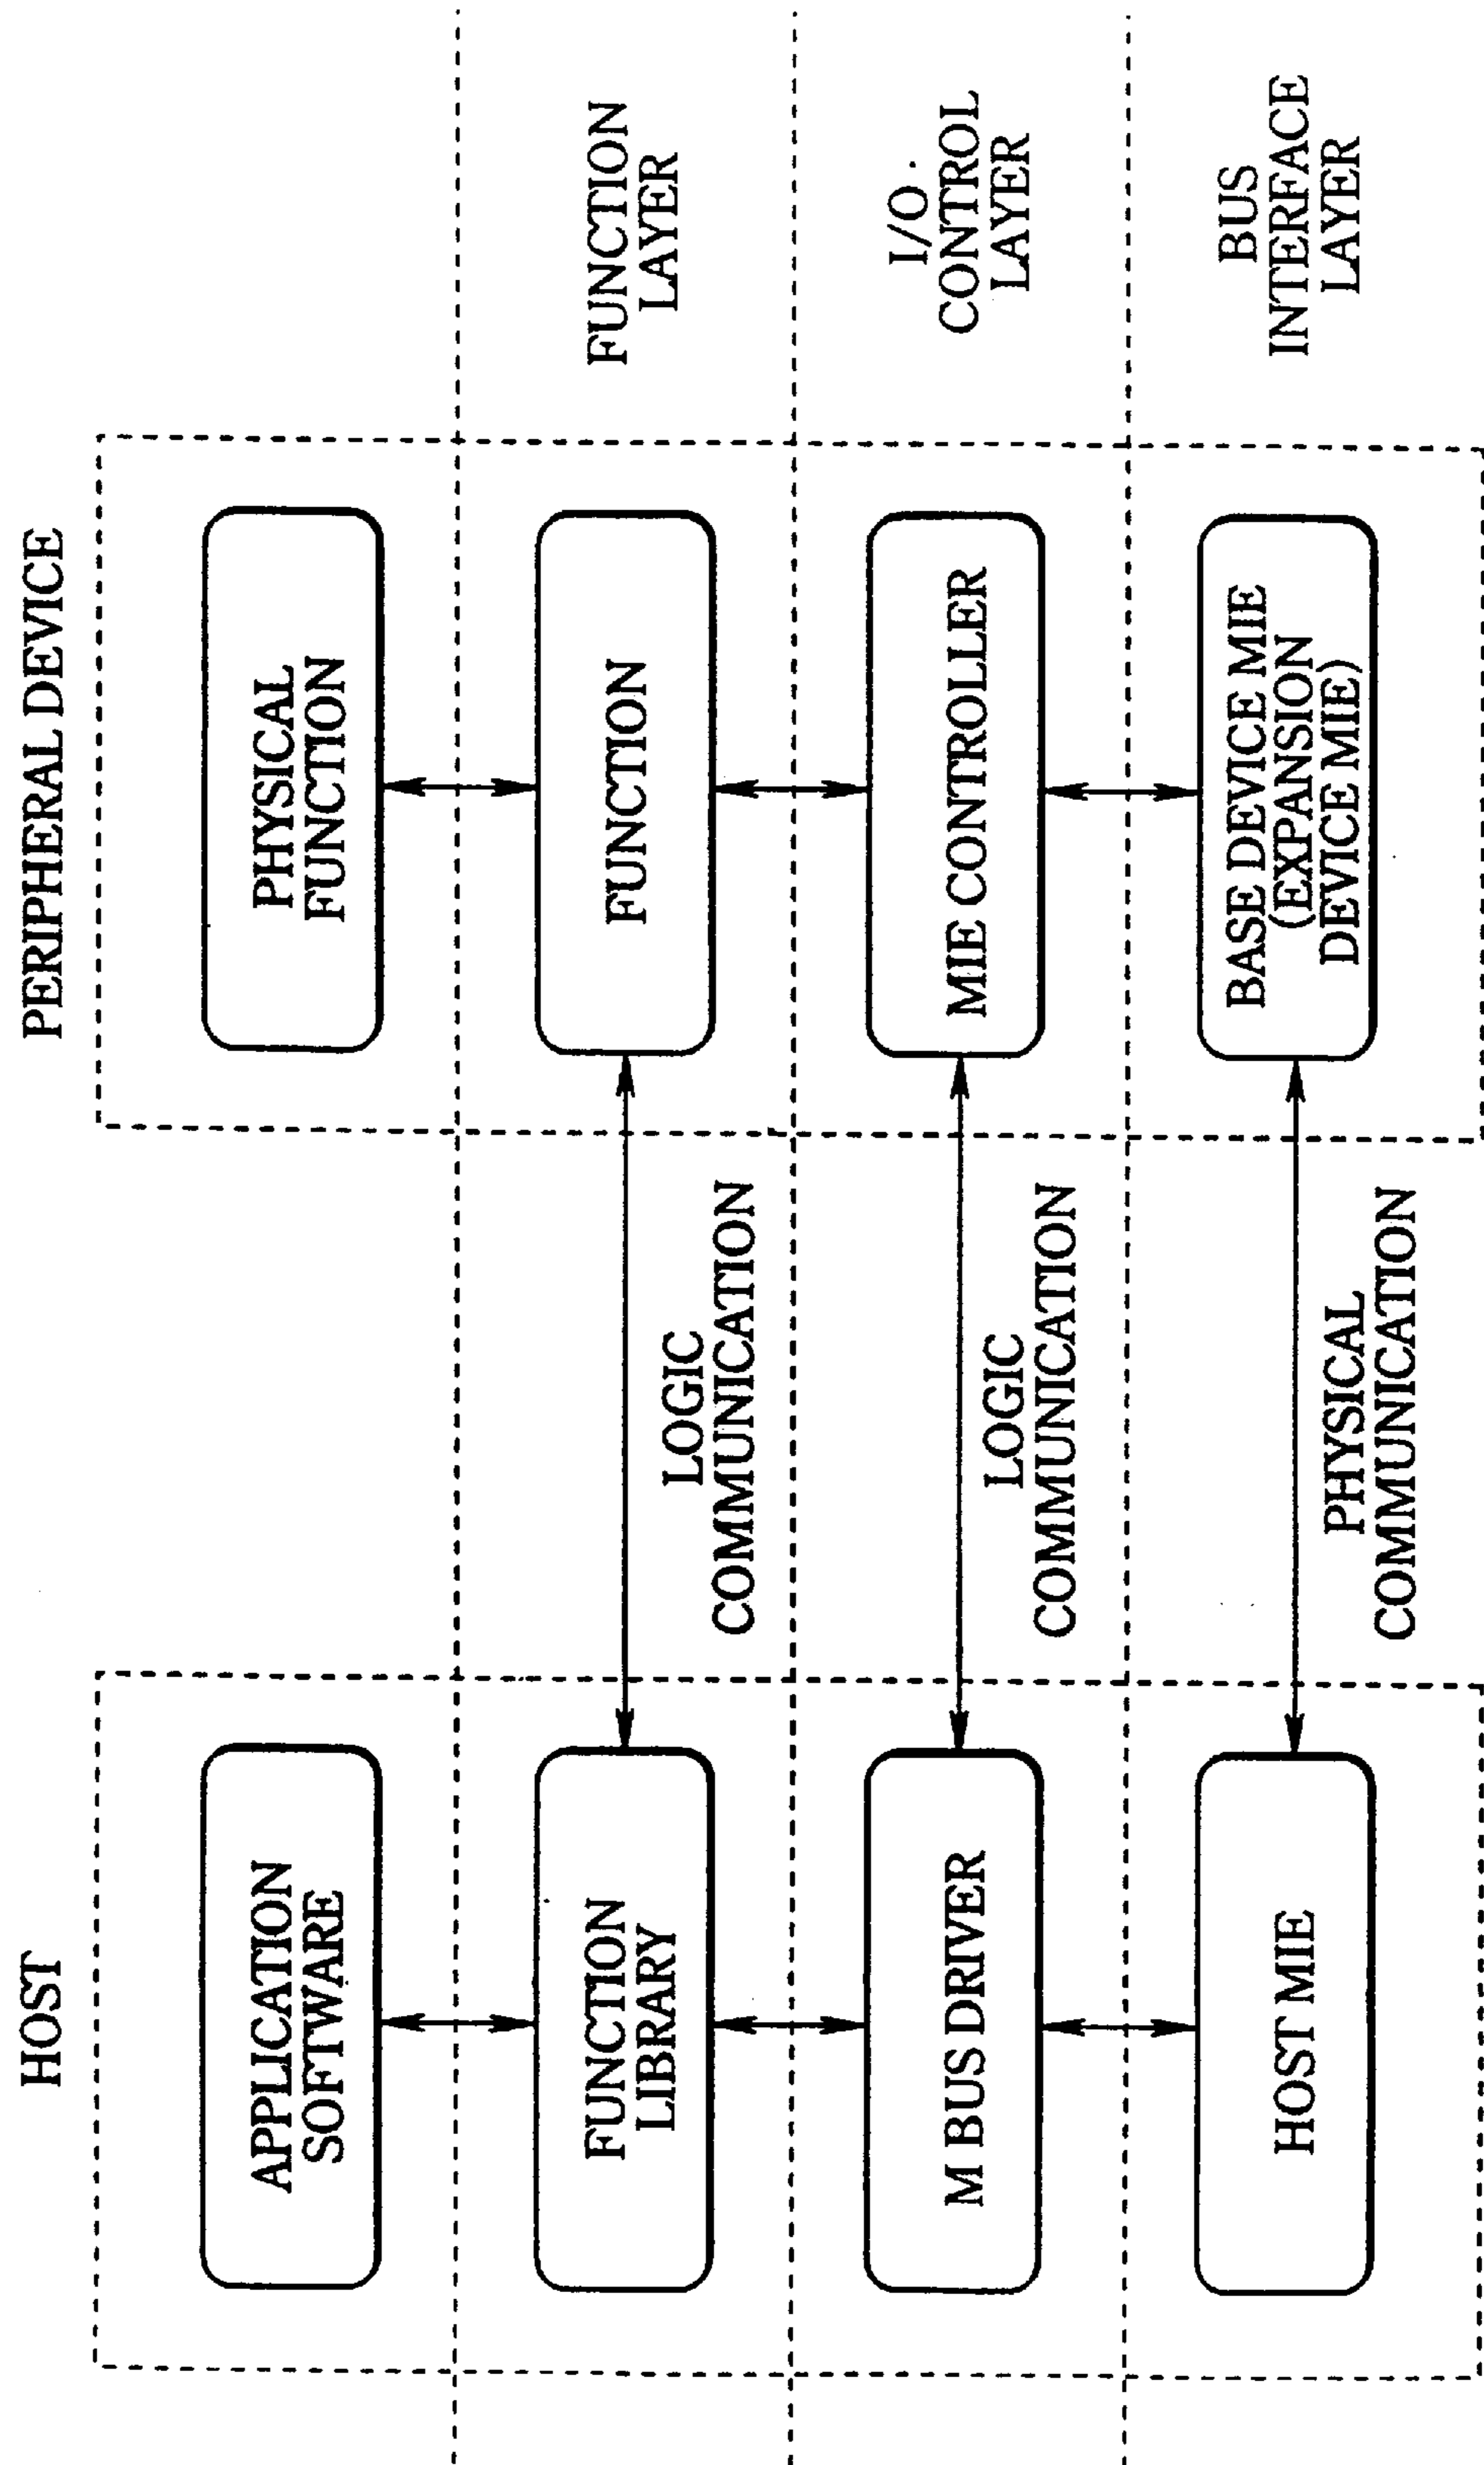 HOST
PERIPHERAL DEVICE
APPLICATION
SOFTWARE
PHYSICAL
FUNCTION
FUNCTION
LIBRARY
LOGIC
COMMUNICATION
FUNCTION
FUNCTION
LAYER
M BUS DRIVER
LOGIC
COMMUNICATION
MIE CONTROLLER
I/O
CONTROL
LAYER
HOST MIE
PHYSICAL
COMMUNICATION
BASE DEVICE MIE
(EXPANSION
DEVICE MIE)
BUS
INTERFACE
LAYER